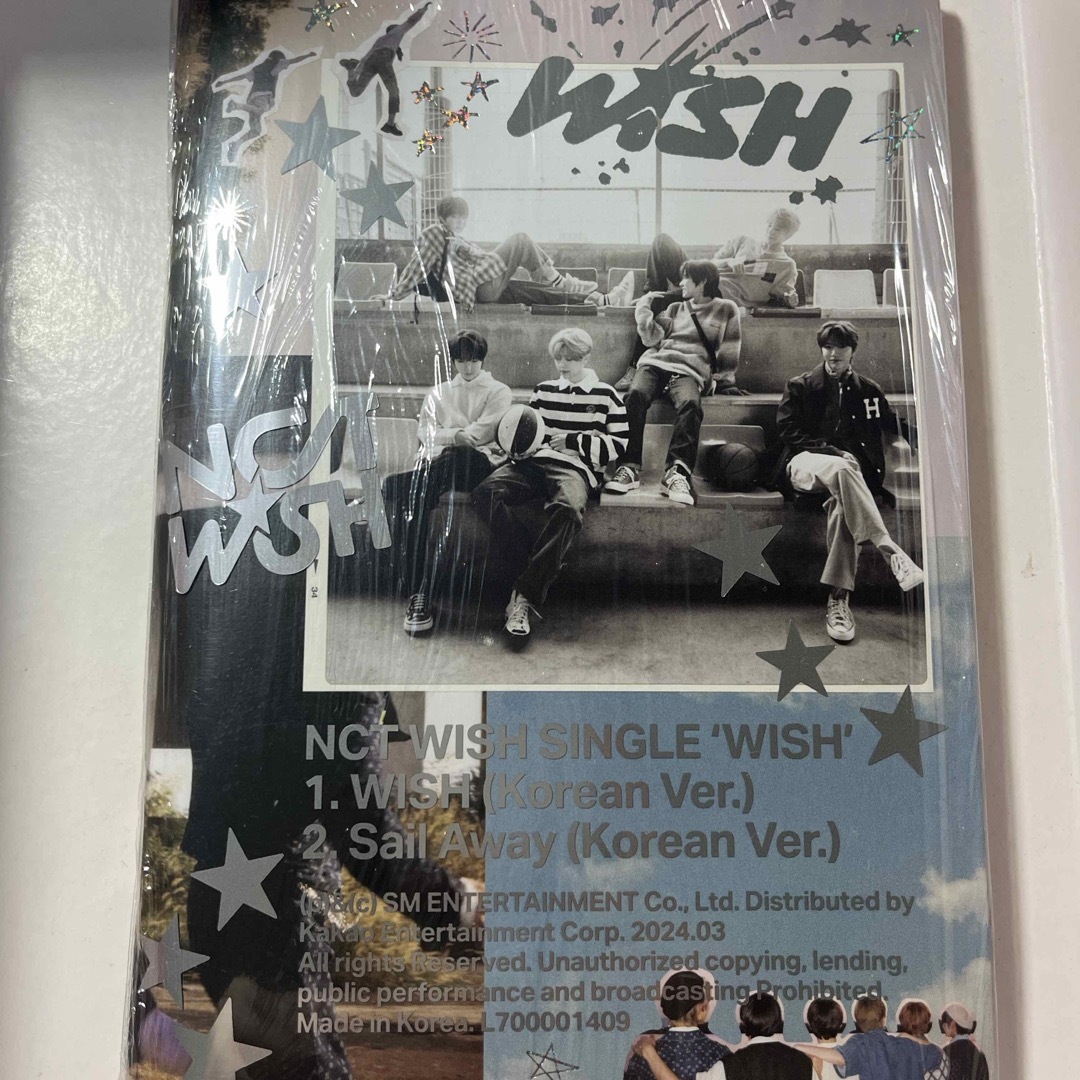 WISH
H
NCT
WISH
34
NCT WISH SINGLE ‘WISH’
1. WISH (Korean Ver.)
2. Sail Away (Korean Ver.)
(p)&(c) SM ENTERTAINMENT Co., Ltd. Distributed by
Kakao Entertainment Corp. 2024.03
All rights Reserved. Unauthorized copying, lending,
public performance and broadcasting Prohibited.
Made in Korea. L700001409